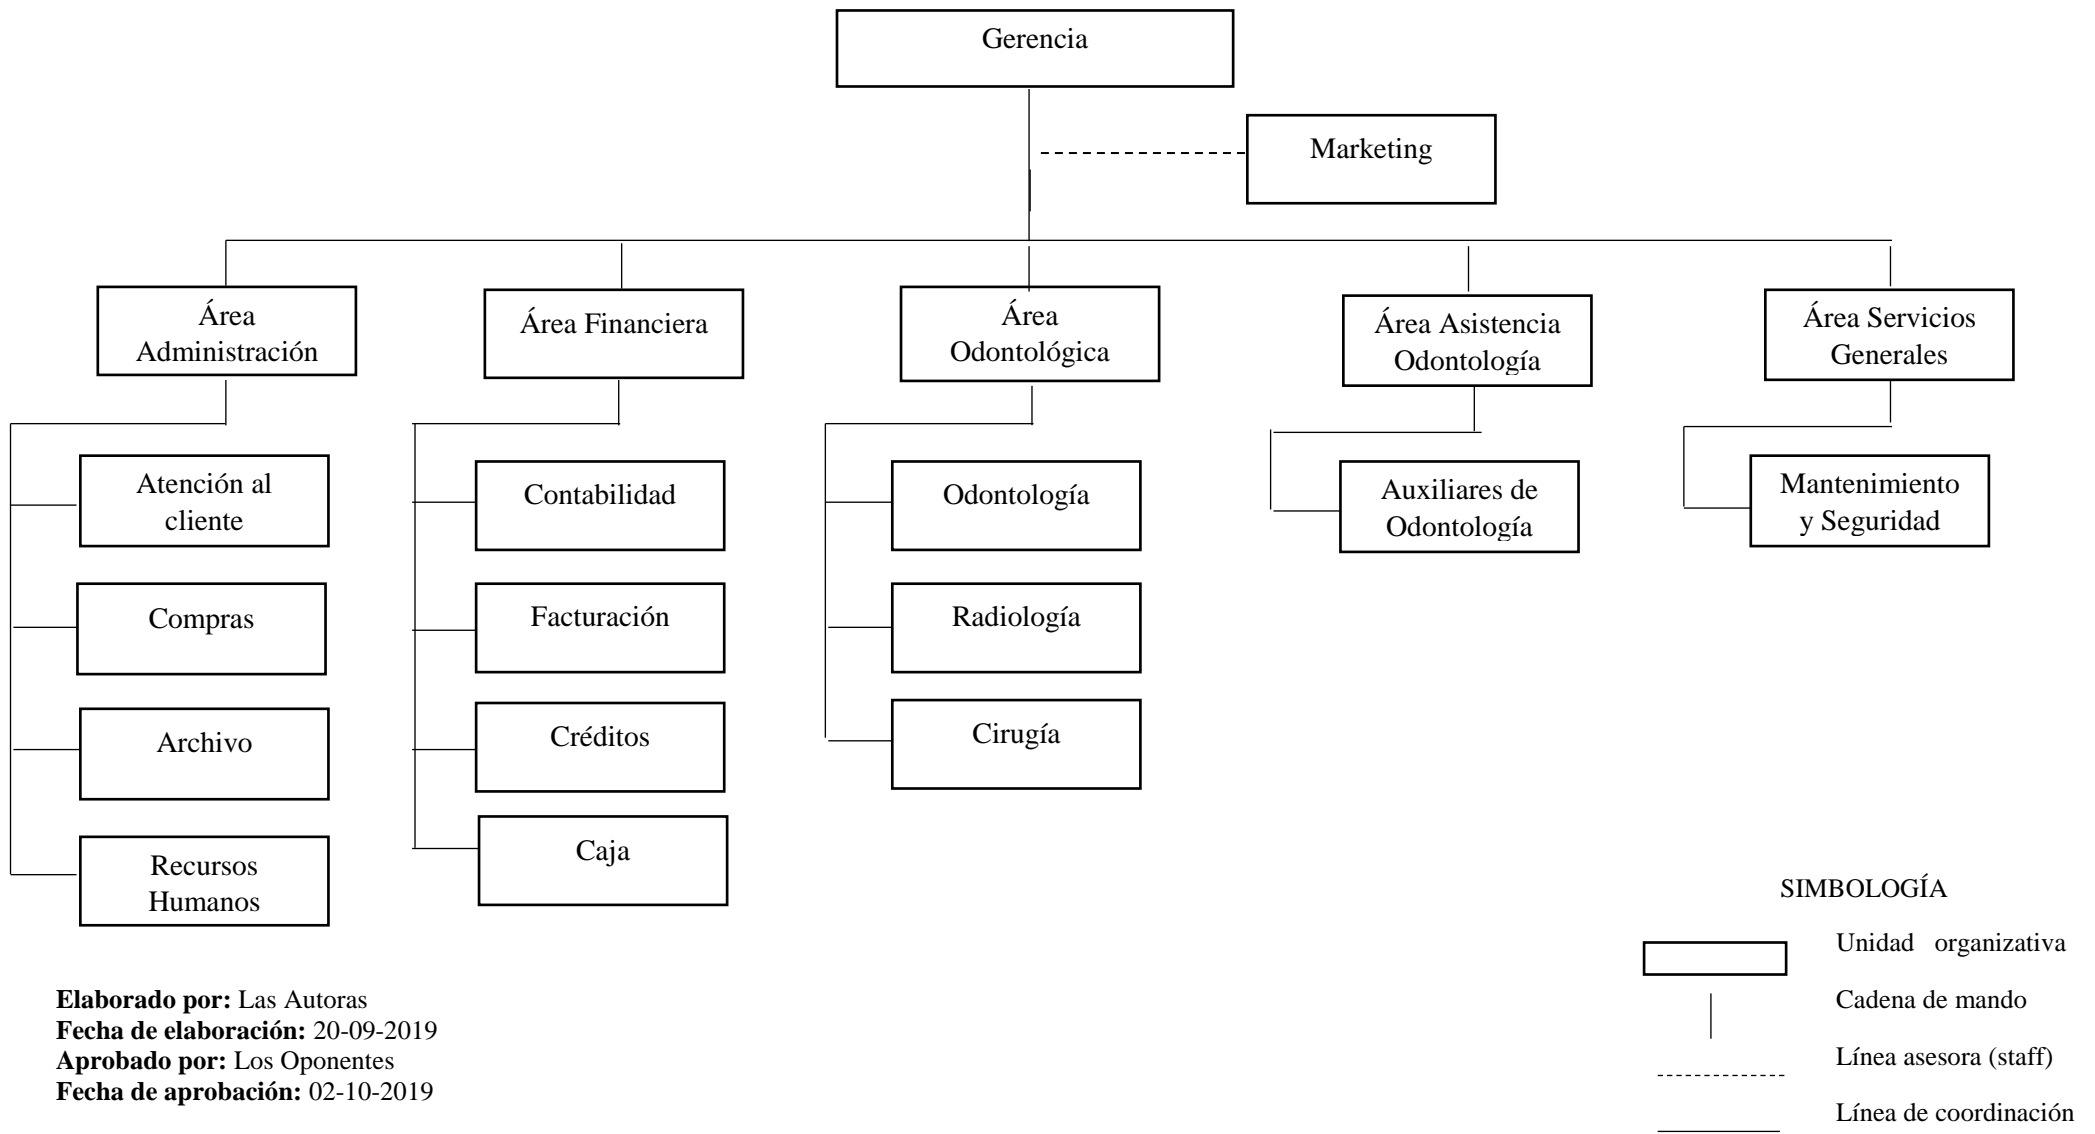 Gerencia
Marketing
Área
Administración
Área Financiera
Área
Odontológica
Área Asistencia
Odontología
Área Servicios
Generales
Atención al
cliente
Contabilidad
Odontología
Auxiliares de
Odontología
Mantenimiento
y Seguridad
Compras
Facturación
Radiología
Archivo
Créditos
Cirugía
Recursos
Humanos
Caja
SIMBOLOGÍA
Unidad organizativa
Cadena de mando
Línea asesora (staff)
Línea de coordinación
Elaborado por: Las Autoras
Fecha de elaboración: 20-09-2019
Aprobado por: Los Oponentes
Fecha de aprobación: 02-10-2019